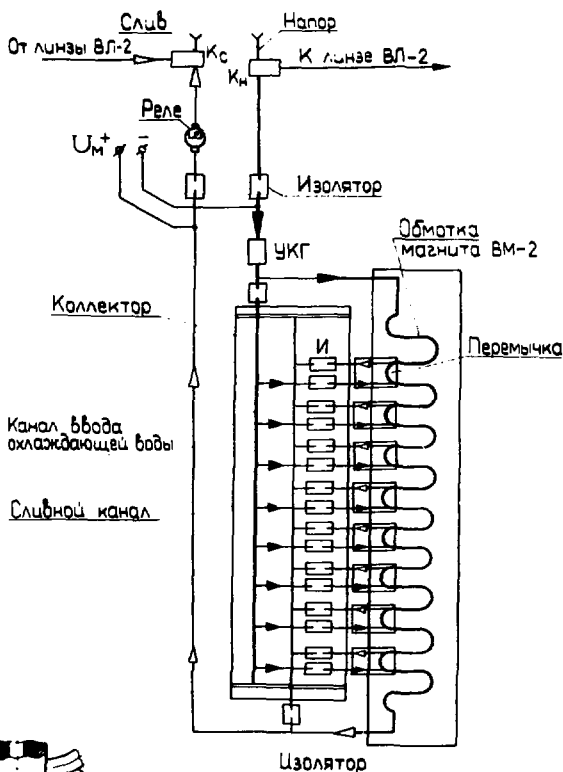 Слив
Напор
От линзы ВЛ-2
Кс
К линзе ВЛ-2
Кн
Реле
Uм + −
Изолятор
УКГ
Обмотка
магнита ВМ-2
Коллектор
И
Перемычка
Канал ввода
охлаждающей воды
Сливной канал
Изолятор